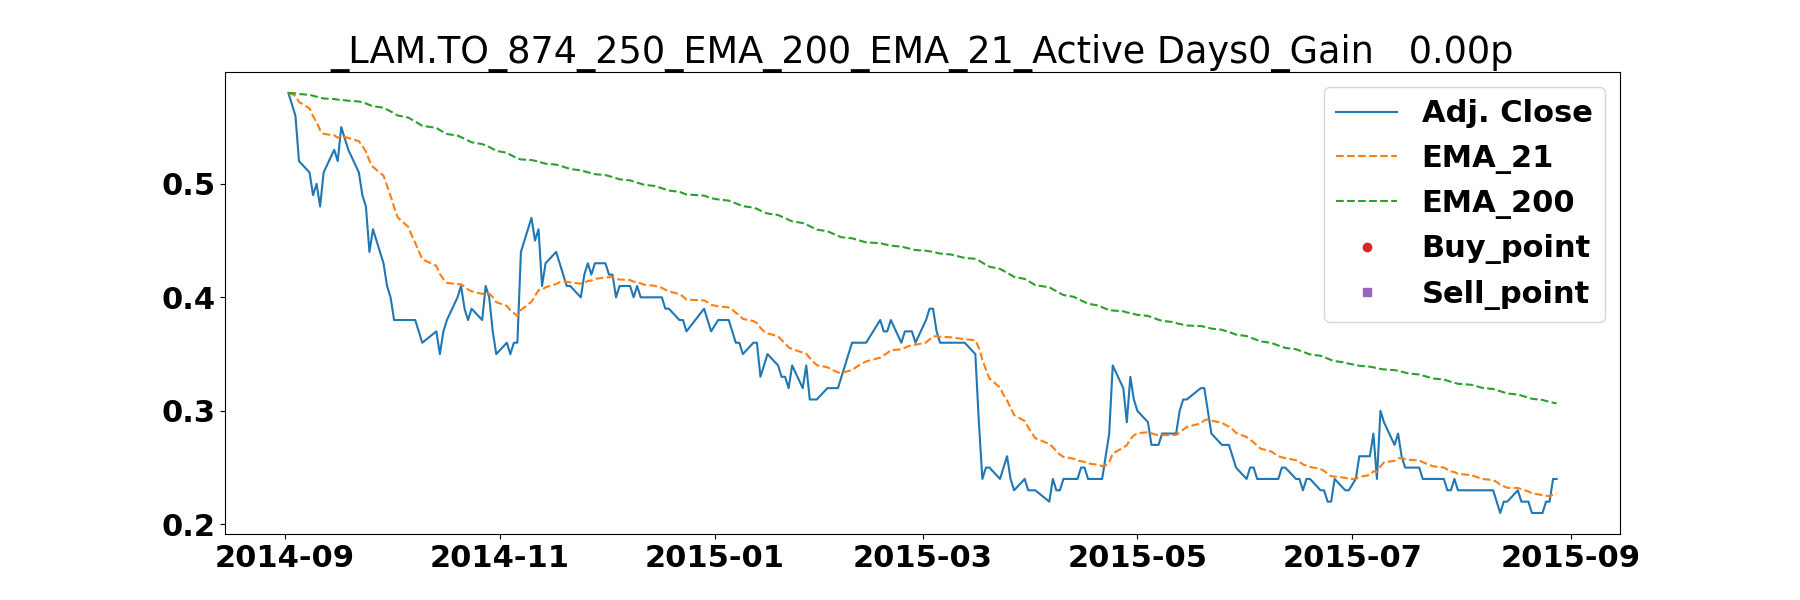 _LAM.TO_874_250_EMA_200_EMA_21_Active Days0_Gain   0.00p
Adj. Close
EMA_21
EMA_200
Buy_point
Sell_point
0.5
0.4
0.3
0.2
2014-09 2014-11 2015-01 2015-03 2015-05 2015-07 2015-09